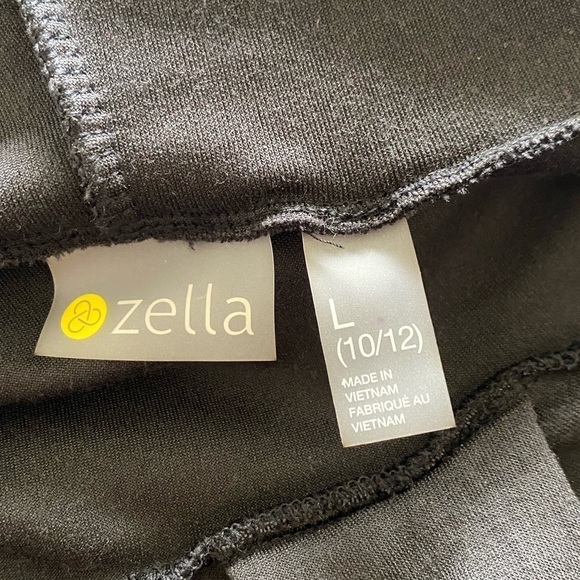 zella
L
(10/12)
MADE IN
VIETNAM
FABRIQUÉ AU
VIETNAM